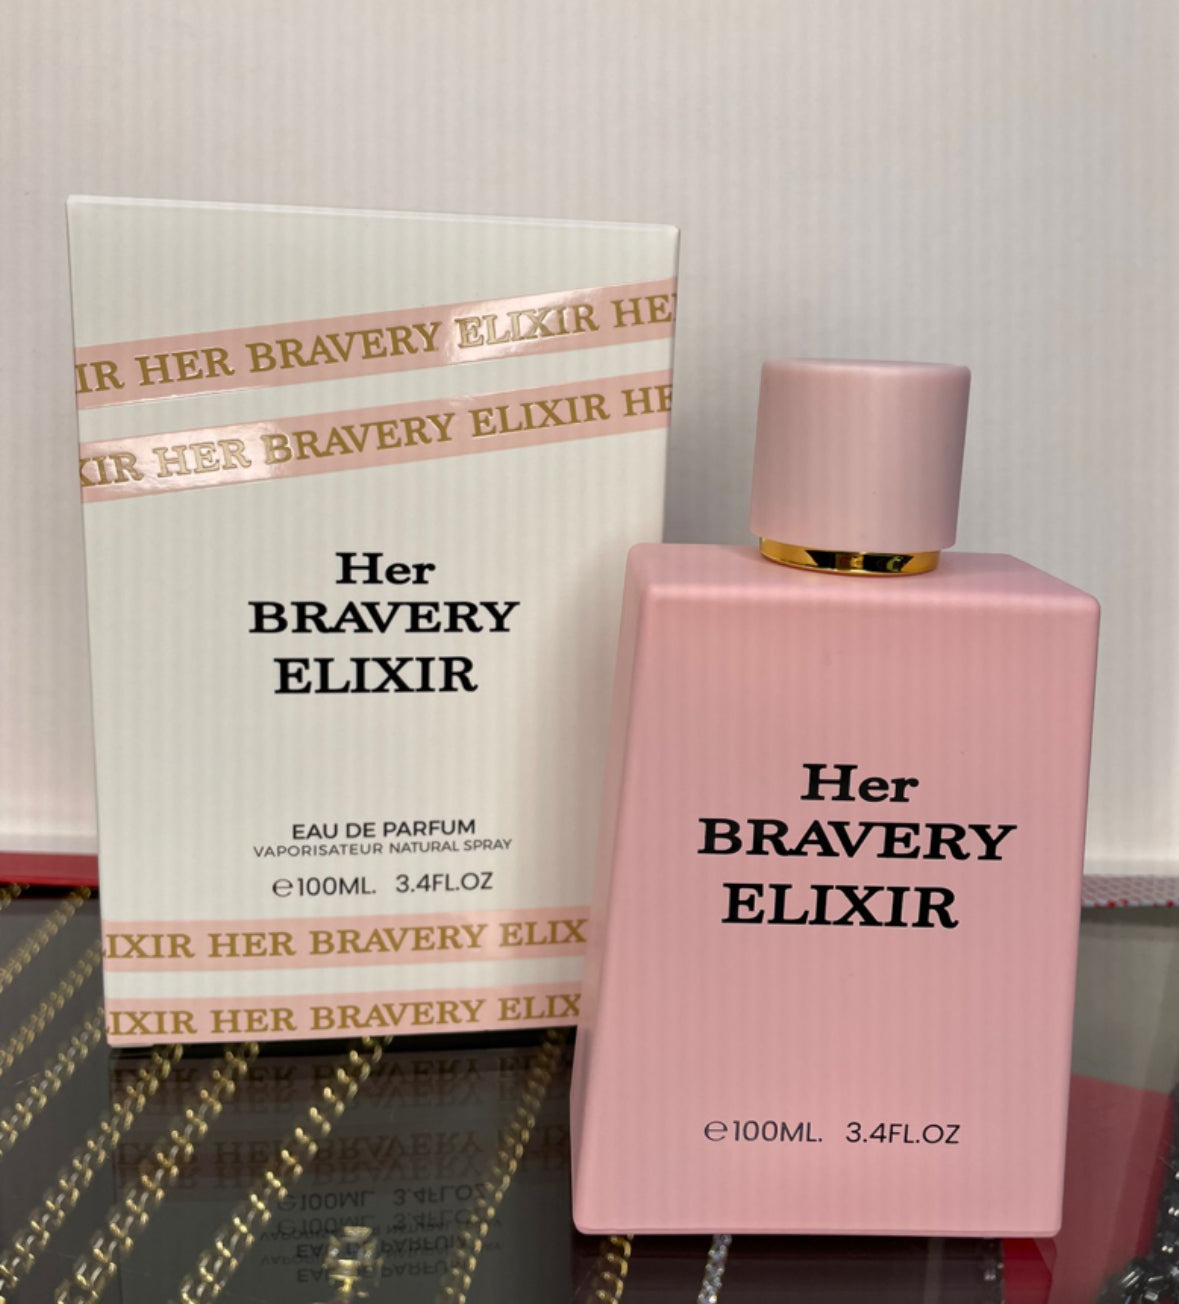 IR HER BRAVERY ELIXIR HE
XIR HER BRAVERY ELIXIR HE
Her
BRAVERY
ELIXIR
EAU DE PARFUM
VAPORISATEUR NATURAL SPRAY
℮100ML. 3.4FL.OZ
LIXIR HER BRAVERY ELIX
LIXIR HER BRAVERY ELIX
Her
BRAVERY
ELIXIR
℮100ML. 3.4FL.OZ